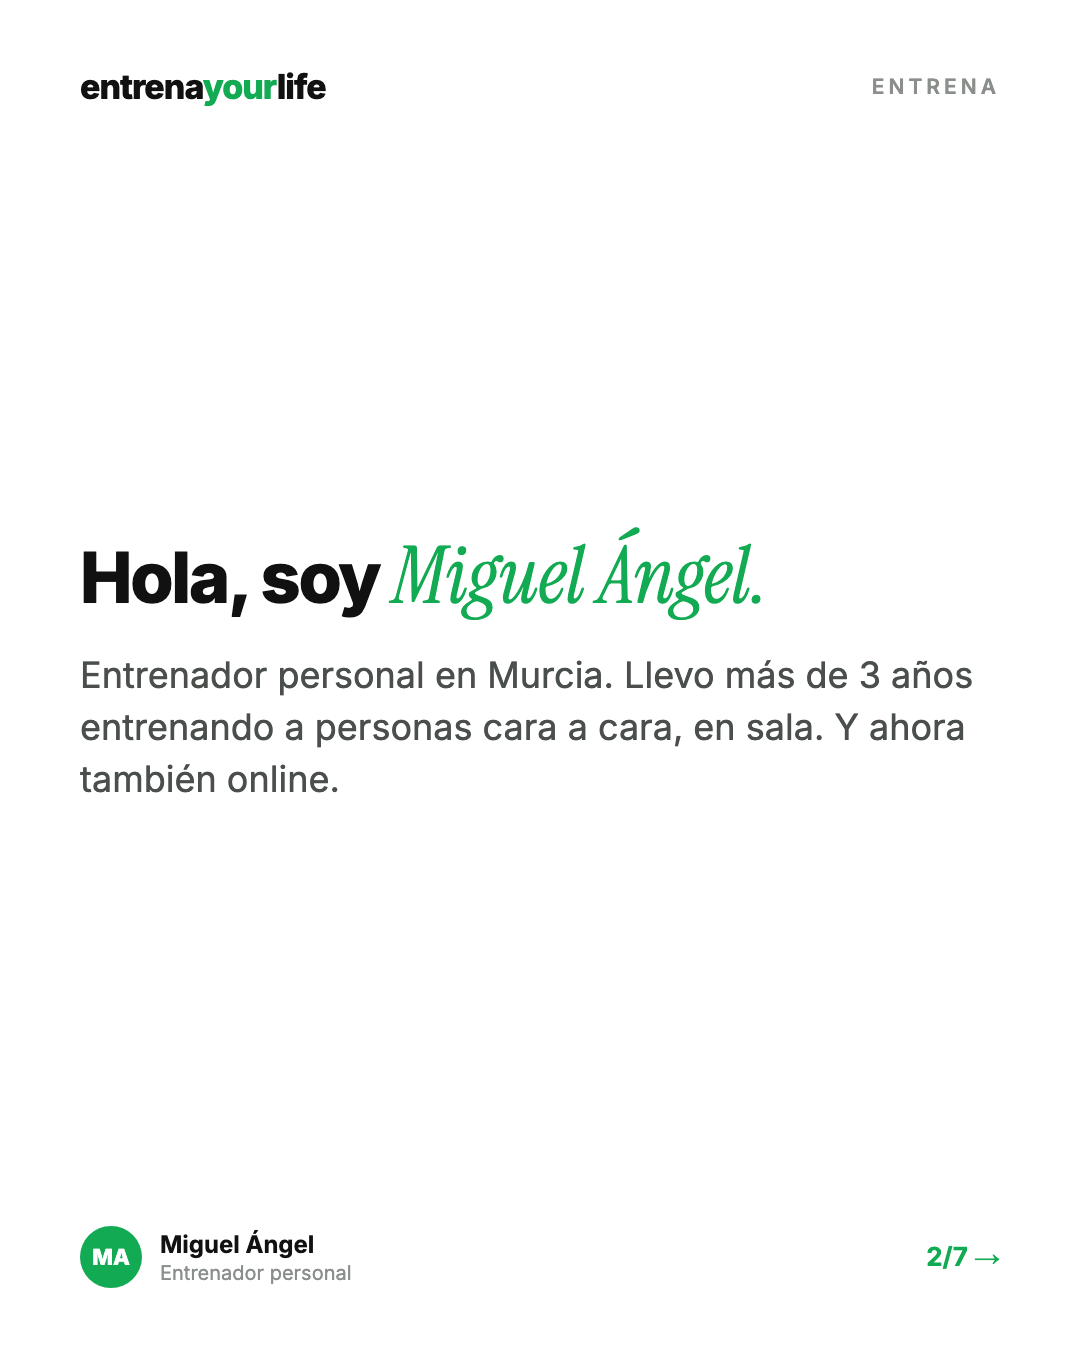 entrenayourlife
ENTRENA
Hola, soy Miguel Ángel.
Entrenador personal en Murcia. Llevo más de 3 años
entrenando a personas cara a cara, en sala. Y ahora
también online.
MA
Miguel Ángel
Entrenador personal
2/7 →